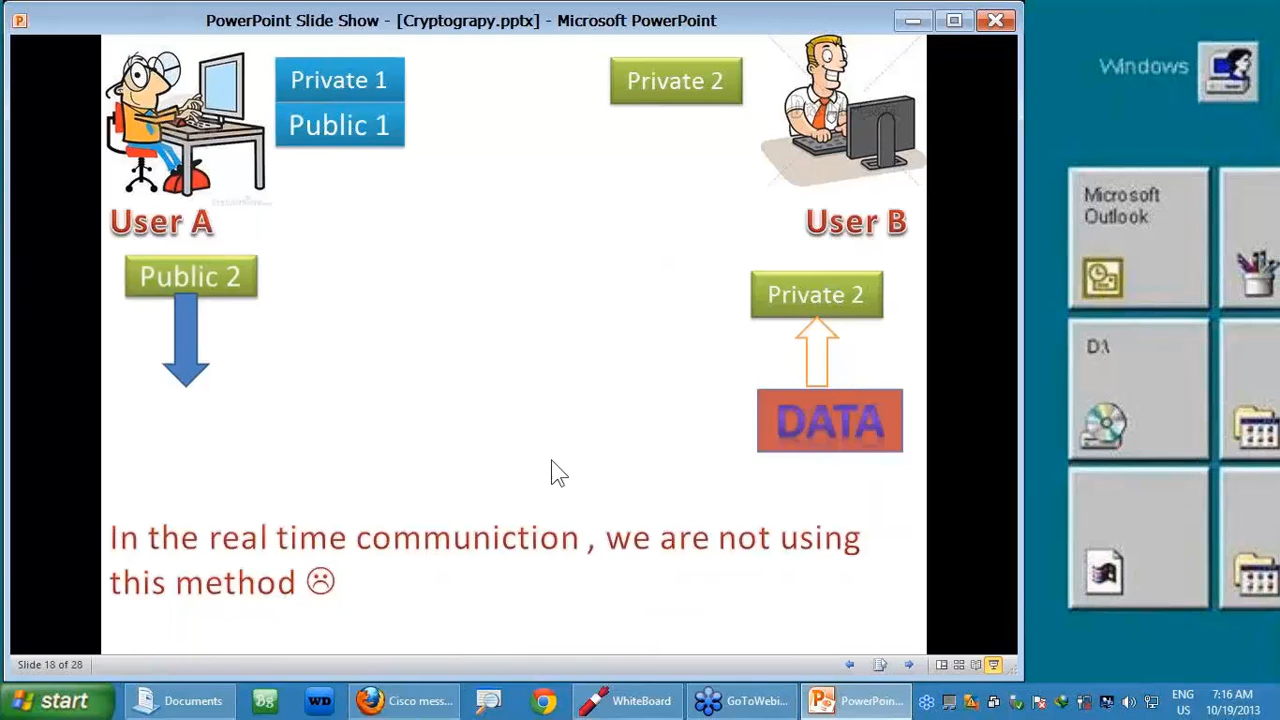 PowerPoint Slide Show - [Cryptograpy.pptx] - Microsoft PowerPoint
Private 1
Public 1
Private 2
User A
User B
Public 2
Private 2
DATA
In the real time communiction , we are not using
this method ☹
Slide 18 of 28
Windows
Microsoft
Outlook
D:\
start
Documents
Bg
WD
Cisco mess...
WhiteBoard
GoToWebi...
PowerPoin...
ENG
US
7:16 AM
10/19/2013